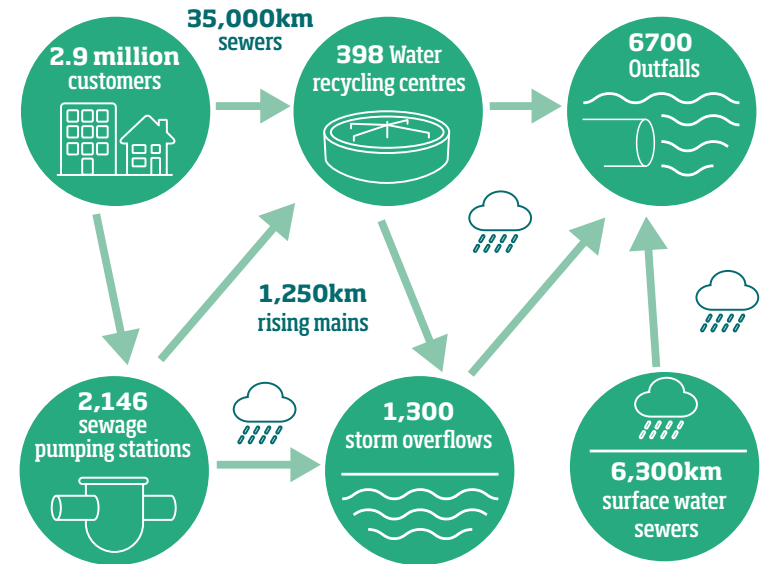 35,000km
sewers
2.9 million
customers
398 Water
recycling centres
6700
Outfalls
1,250km
rising mains
2,146
sewage
pumping stations
1,300
storm overflows
6,300km
surface water
sewers